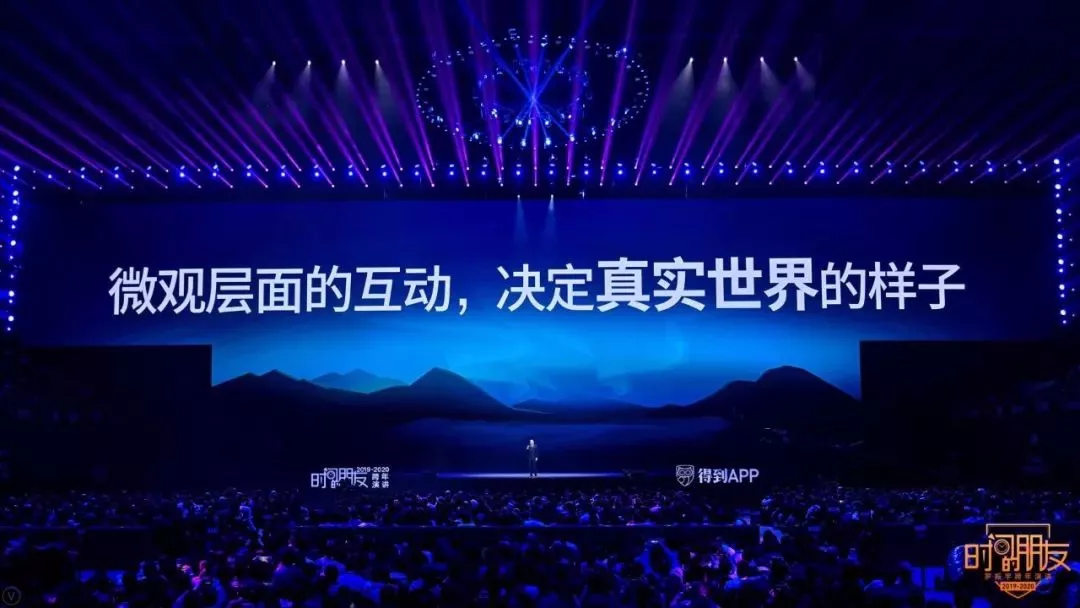 微观层面的互动，决定真实世界的样子
时间的朋友 2019-2020 跨年演讲
得到APP
时间的朋友
罗振宇跨年演讲
2019-2020
V